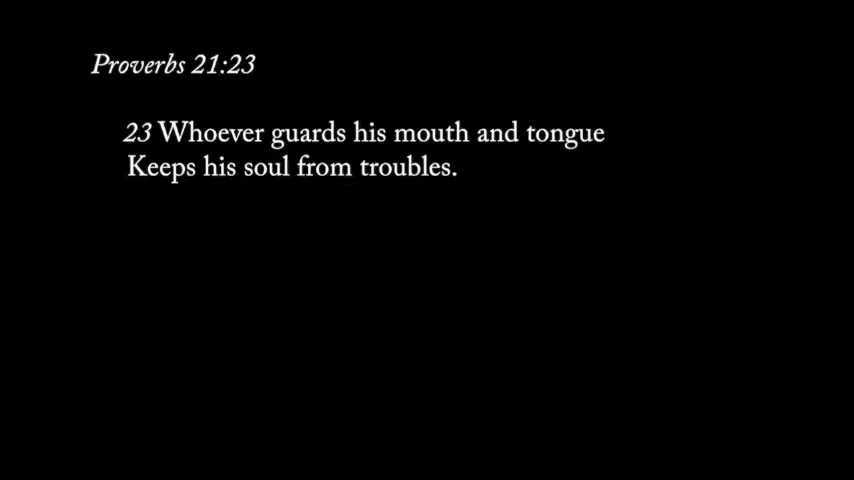 Proverbs 21:23
23 Whoever guards his mouth and tongue
Keeps his soul from troubles.